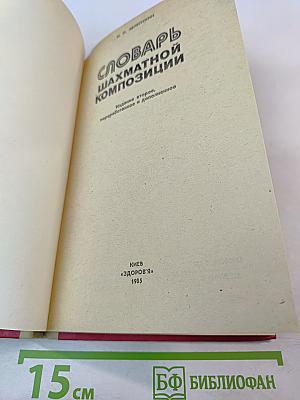 СЛОВАРЬ
ШАХМАТНОЙ
КОМПОЗИЦИИ
Издание второе,
переработанное и дополненное
КИЕВ
«ЗДОРОВ'Я»
1985
15 см
БФ БИБЛИОФАН